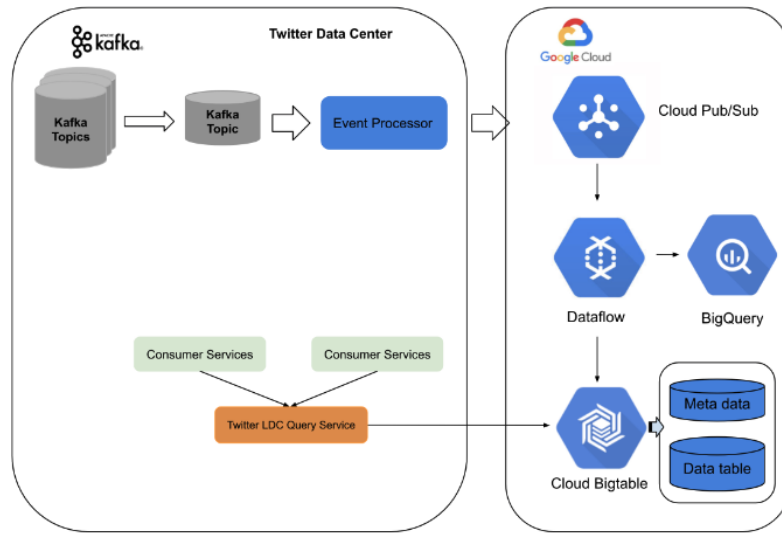 APACHE
kafka
Twitter Data Center
Google Cloud
Kafka
Topics
Kafka
Topic
Event Processor
Cloud Pub/Sub
Dataflow
BigQuery
Consumer Services
Consumer Services
Twitter LDC Query Service
Cloud Bigtable
Meta data
Data table